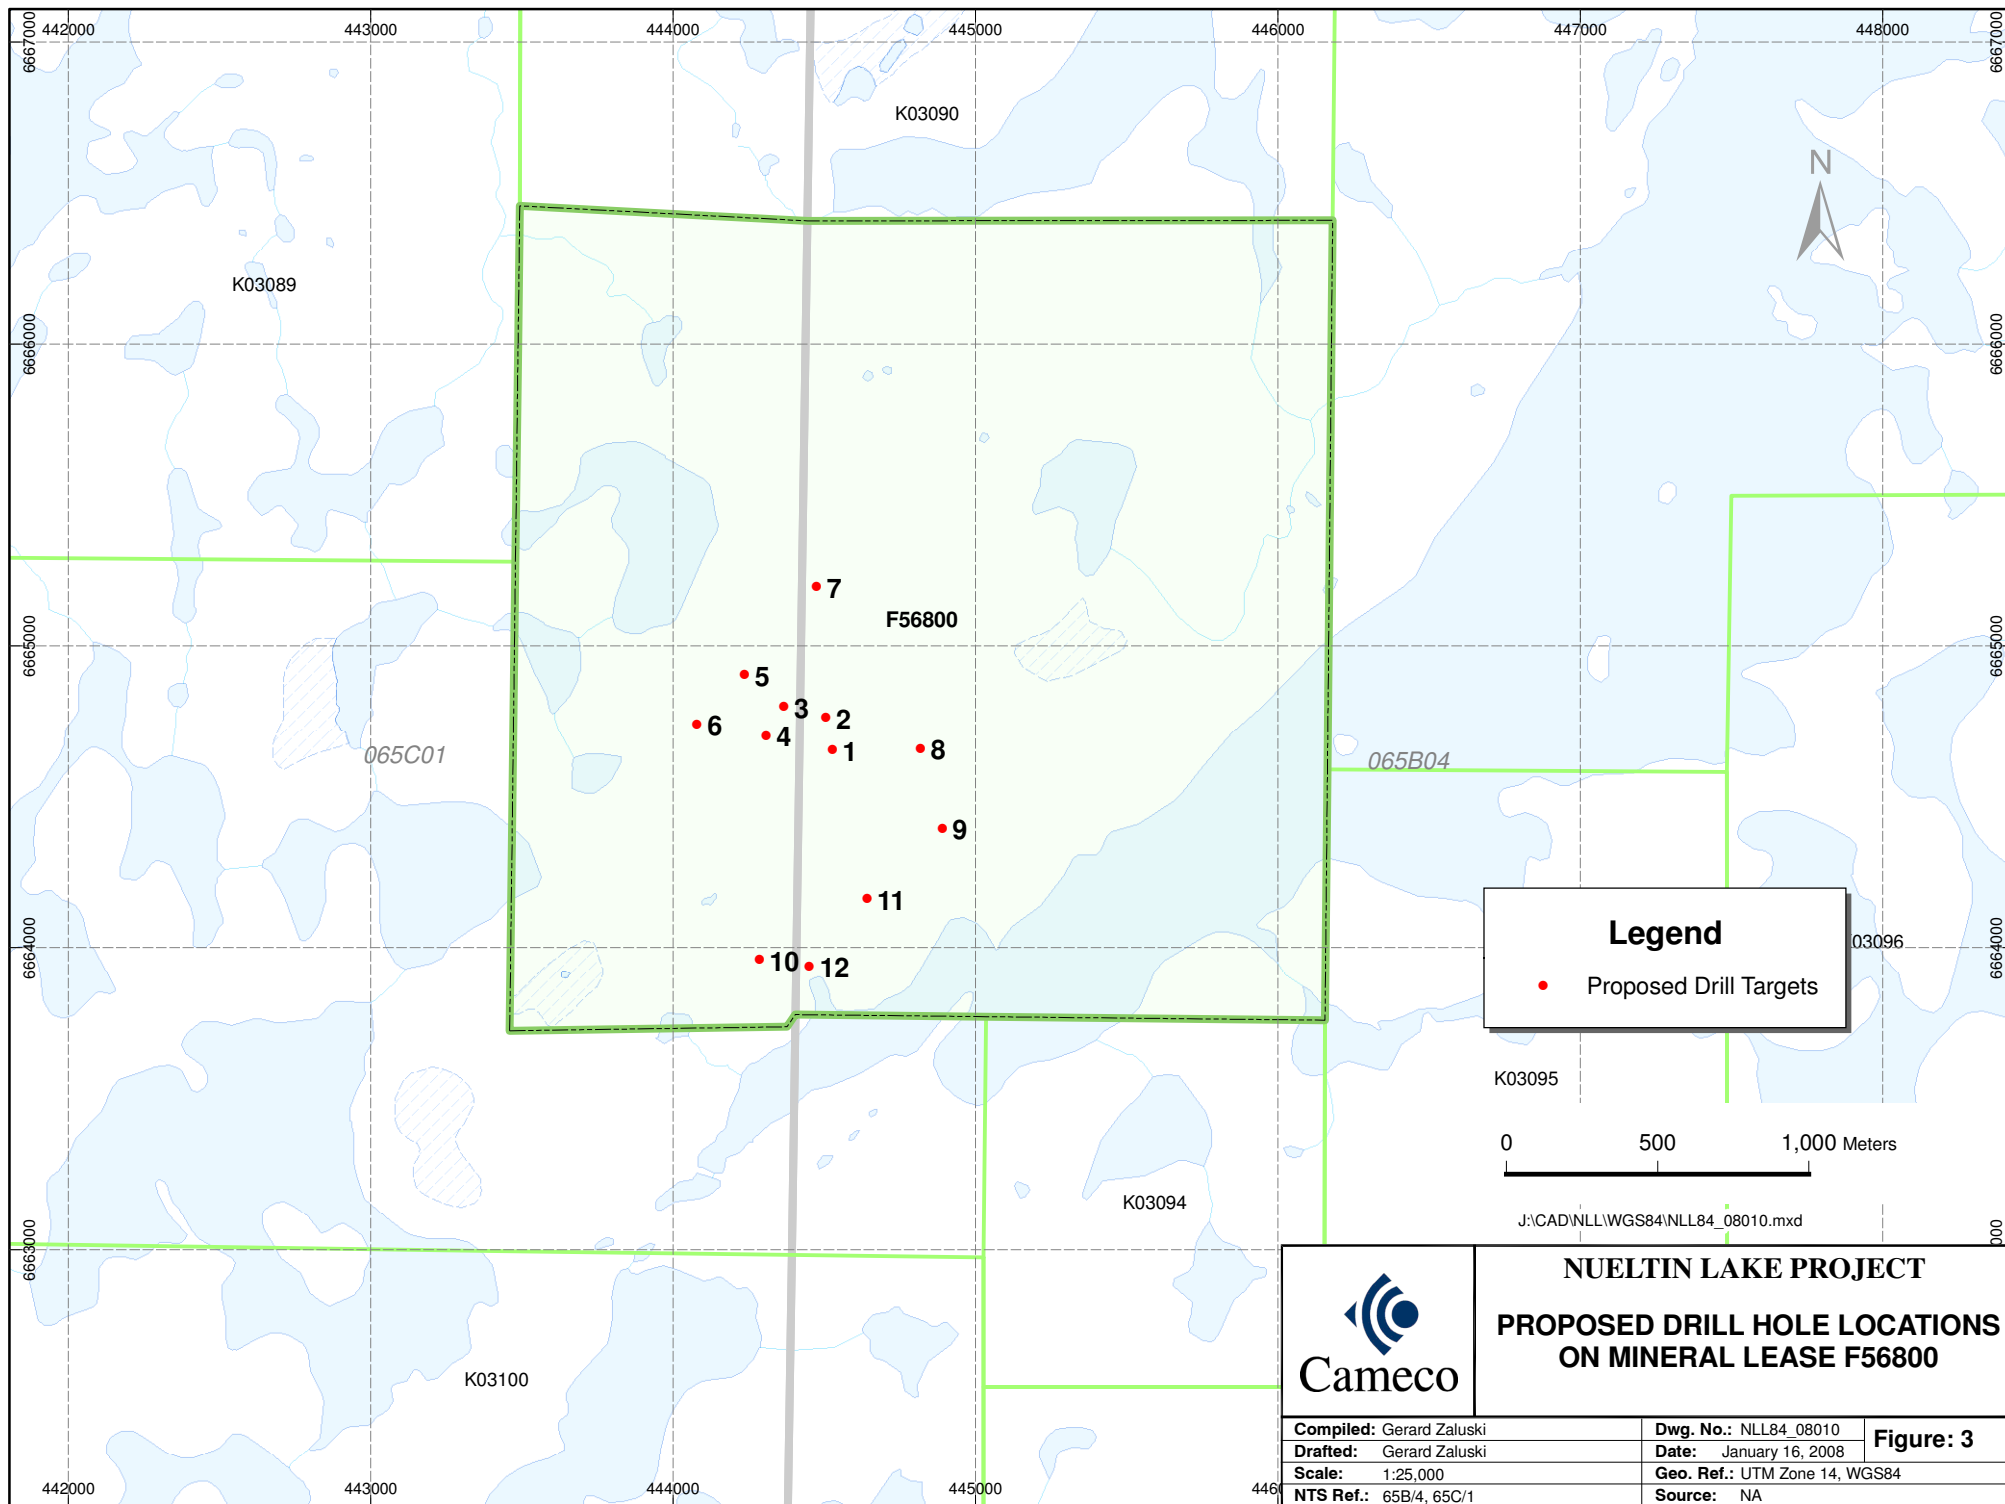 442000 443000 444000 445000 446000 447000 448000
6667000 6667000
K03090
N
K03089
6666000 6666000
7
F56800
6665000 6665000
5
3 2
6 4 1 8
065C01 065B04
9
11
Legend
Proposed Drill Targets
03096
6664000 6664000
10 12
K03095
0 500 1,000 Meters
K03094
J:\CAD\NLL\WGS84\NLL84_08010.mxd
6663000 000
K03100
Cameco
NUELTIN LAKE PROJECT
PROPOSED DRILL HOLE LOCATIONS
ON MINERAL LEASE F56800
Compiled: Gerard Zaluski Dwg. No.: NLL84_08010 Figure: 3
Drafted: Gerard Zaluski Date: January 16, 2008
Scale: 1:25,000 Geo. Ref.: UTM Zone 14, WGS84
NTS Ref.: 65B/4, 65C/1 Source: NA
442000 443000 444000 445000 4460